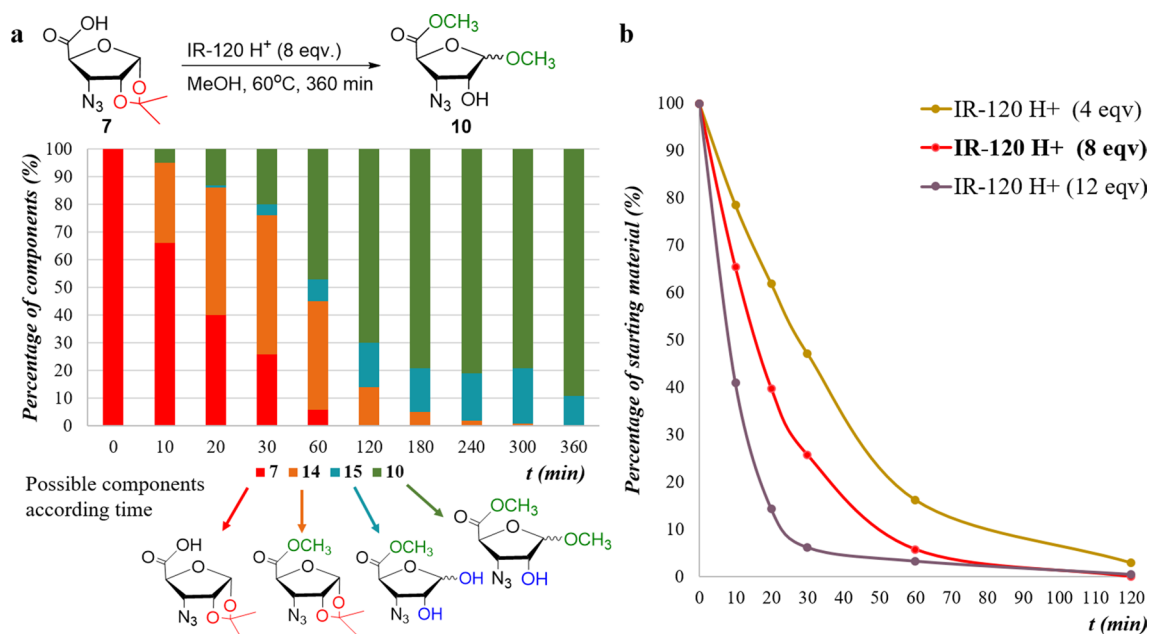 a
OH
O
O
O
O
N₃
7
IR-120 H⁺ (8 eqv.)
MeOH, 60°C, 360 min
OCH₃
O
O
OCH₃
N₃ OH
10
Percentage of components (%)
100
90
80
70
60
50
40
30
20
10
0
0 10 20 30 60 120 180 240 300 360
t (min)
7 14 15 10
Possible components
according time
OH
O
O
O
O
N₃
OCH₃
O
O
O
O
N₃
OCH₃
O
O
OH
N₃
OH
OCH₃
O
O
OCH₃
N₃ OH
b
Percentage of starting material (%)
100
90
80
70
60
50
40
30
20
10
0
0 10 20 30 40 50 60 70 80 90 100 110 120
t (min)
IR-120 H+ (4 eqv)
IR-120 H+ (8 eqv)
IR-120 H+ (12 eqv)